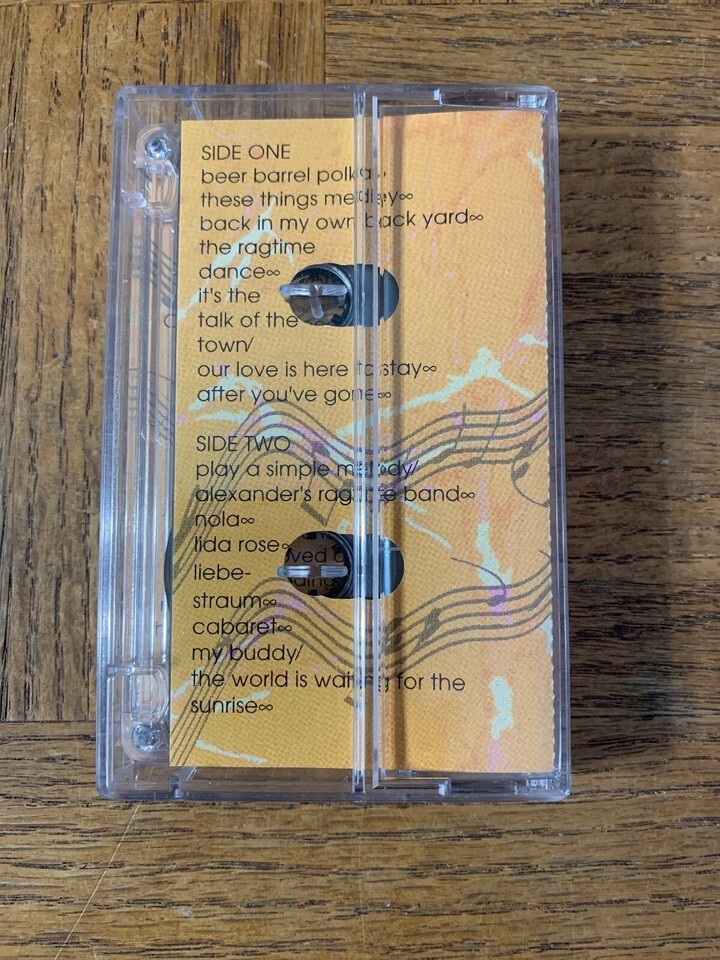 SIDE ONE
beer barrel polka∞
these things medley∞
back in my own back yard∞
the ragtime
dance∞
it's the
talk of the
town/
our love is here to stay∞
after you've gone∞
SIDE TWO
play a simple melody/
alexander's ragtime band∞
nola∞
lida rose∞
liebe-
straum∞
cabaret∞
my buddy/
the world is waiting for the
sunrise∞